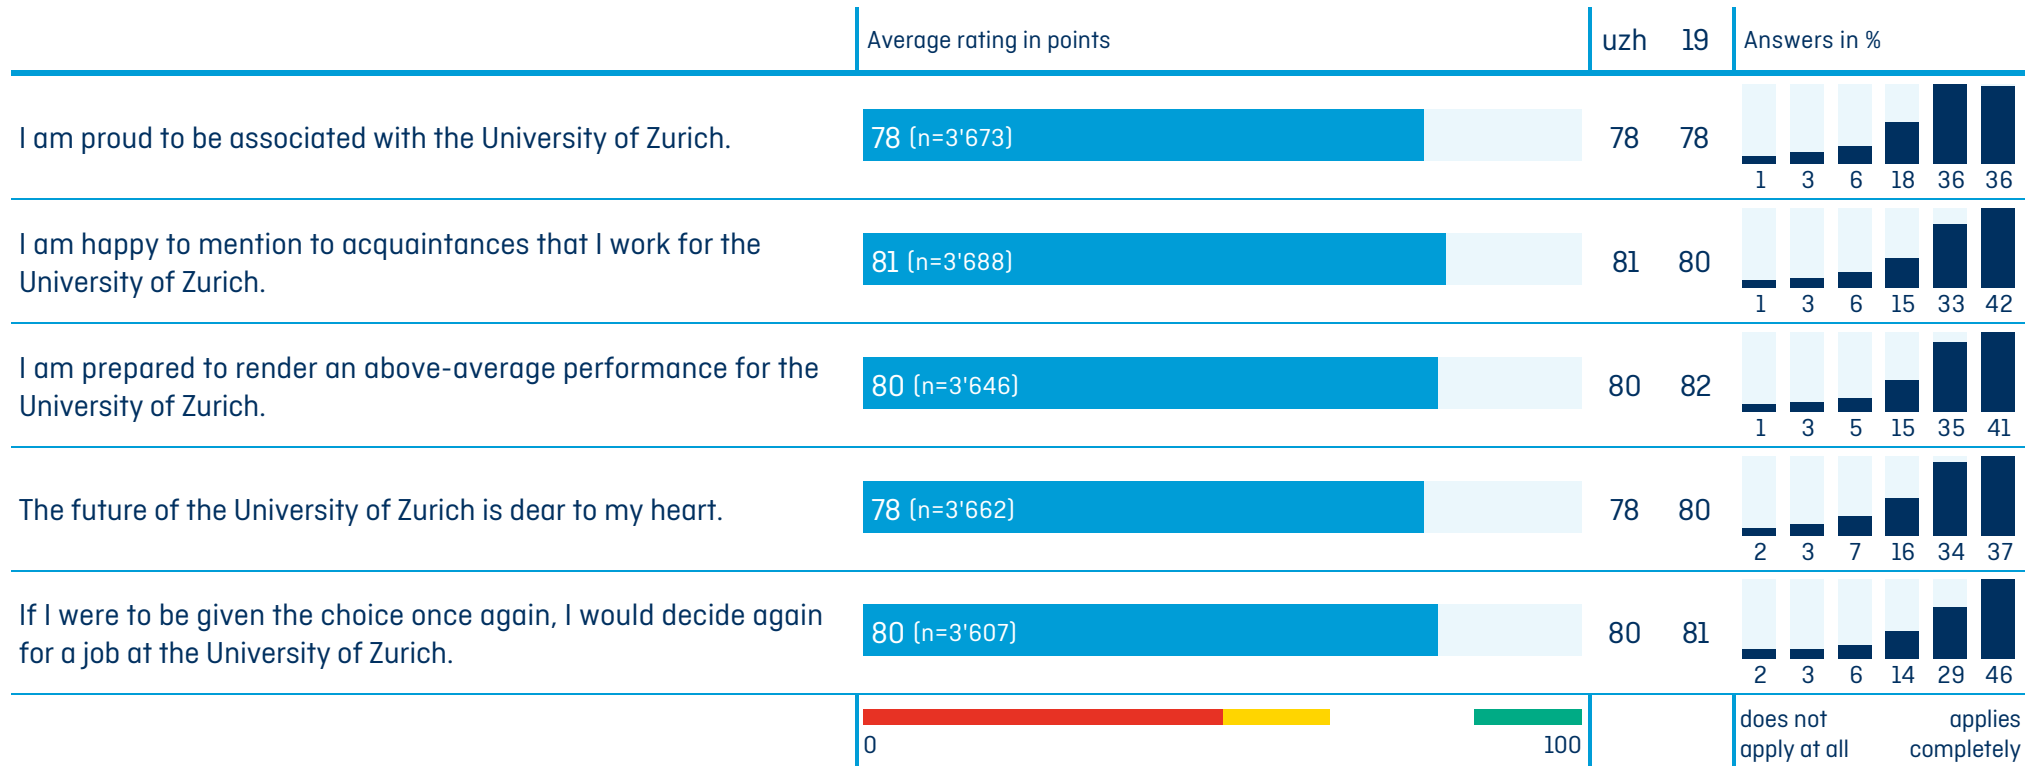 Average rating in points uzh 19 Answers in %
I am proud to be associated with the University of Zurich. 78 (n=3'673) 78 78
1 3 6 18 36 36
I am happy to mention to acquaintances that I work for the
University of Zurich.
81 (n=3'688) 81 80
1 3 6 15 33 42
I am prepared to render an above-average performance for the
University of Zurich.
80 (n=3'646) 80 82
1 3 5 15 35 41
The future of the University of Zurich is dear to my heart. 78 (n=3'662) 78 80
2 3 7 16 34 37
If I were to be given the choice once again, I would decide again
for a job at the University of Zurich.
80 (n=3'607) 80 81
2 3 6 14 29 46
0 100
does not applies
apply at all completely